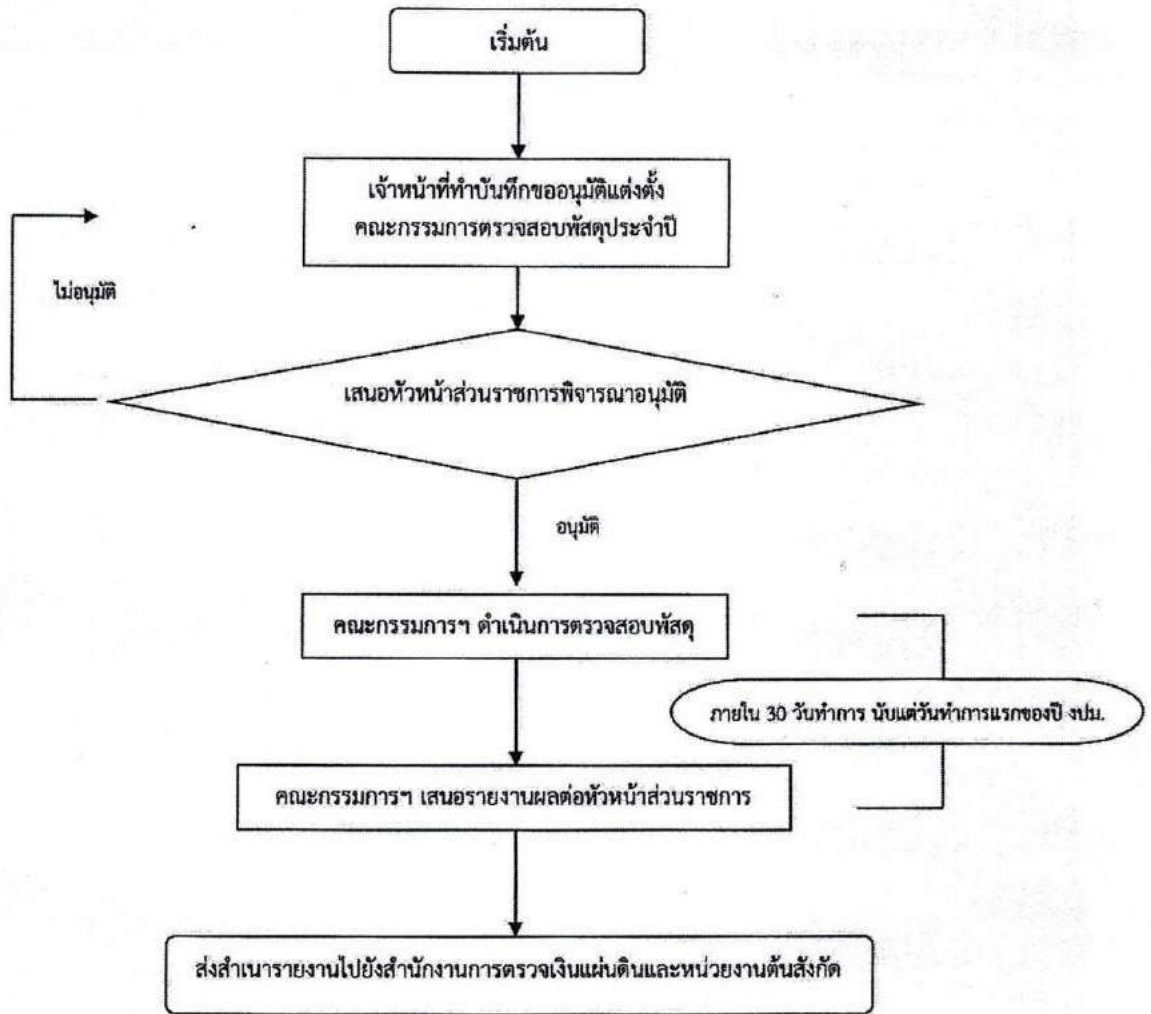 เริ่มต้น
เจ้าหน้าที่ทำบันทึกขออนุมัติแต่งตั้ง
คณะกรรมการตรวจสอบพัสดุประจำปี
ไม่อนุมัติ
เสนอหัวหน้าส่วนราชการพิจารณาอนุมัติ
อนุมัติ
คณะกรรมการฯ ดำเนินการตรวจสอบพัสดุ
ภายใน 30 วันทำการ นับแต่วันทำการแรกของปี งปม.
คณะกรรมการฯ เสนอรายงานผลต่อหัวหน้าส่วนราชการ
ส่งสำเนารายงานไปยังสำนักงานการตรวจเงินแผ่นดินและหน่วยงานต้นสังกัด